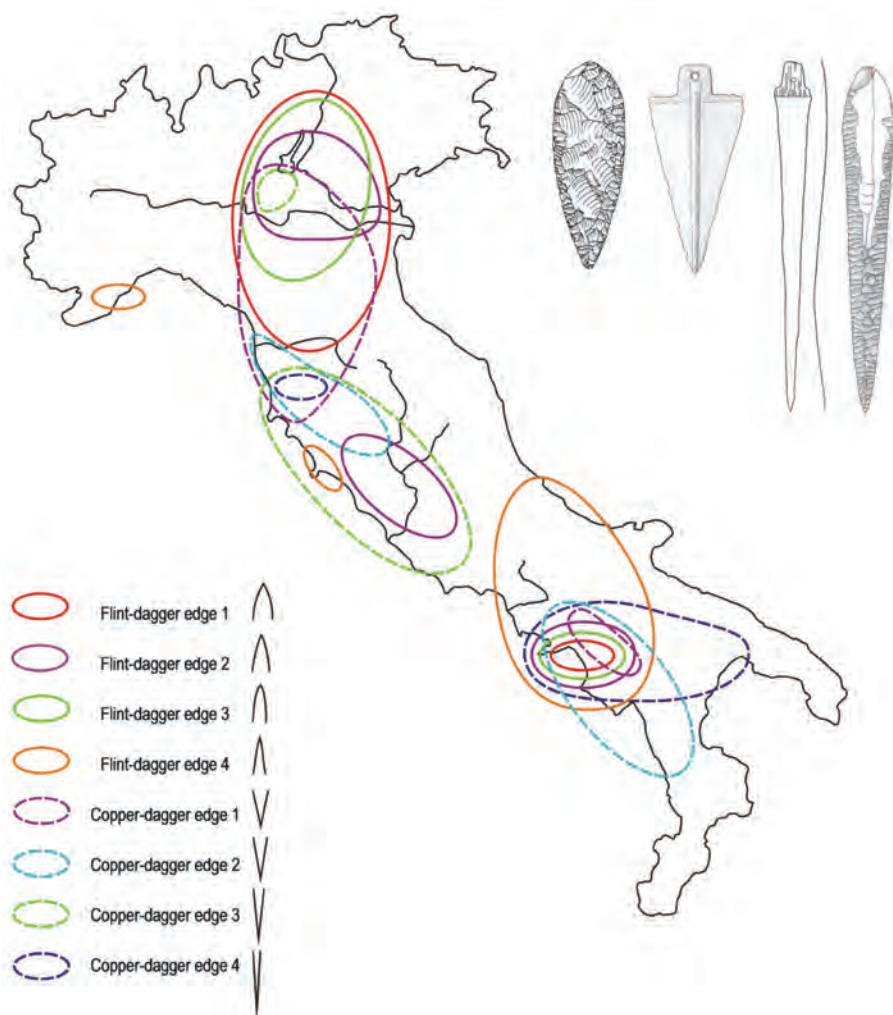 Flint-dagger edge 1
Flint-dagger edge 2
Flint-dagger edge 3
Flint-dagger edge 4
Copper-dagger edge 1
Copper-dagger edge 2
Copper-dagger edge 3
Copper-dagger edge 4